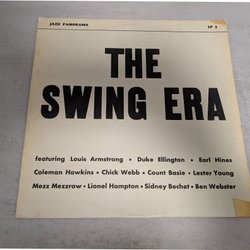 JAZZ PANORAMA LP 2
THE
SWING ERA
featuring Louis Armstrong • Duke Ellington • Earl Hines
Coleman Hawkins • Chick Webb • Count Basie • Lester Young
Mezz Mezzrow • Lionel Hampton • Sidney Bechet • Ben Webster